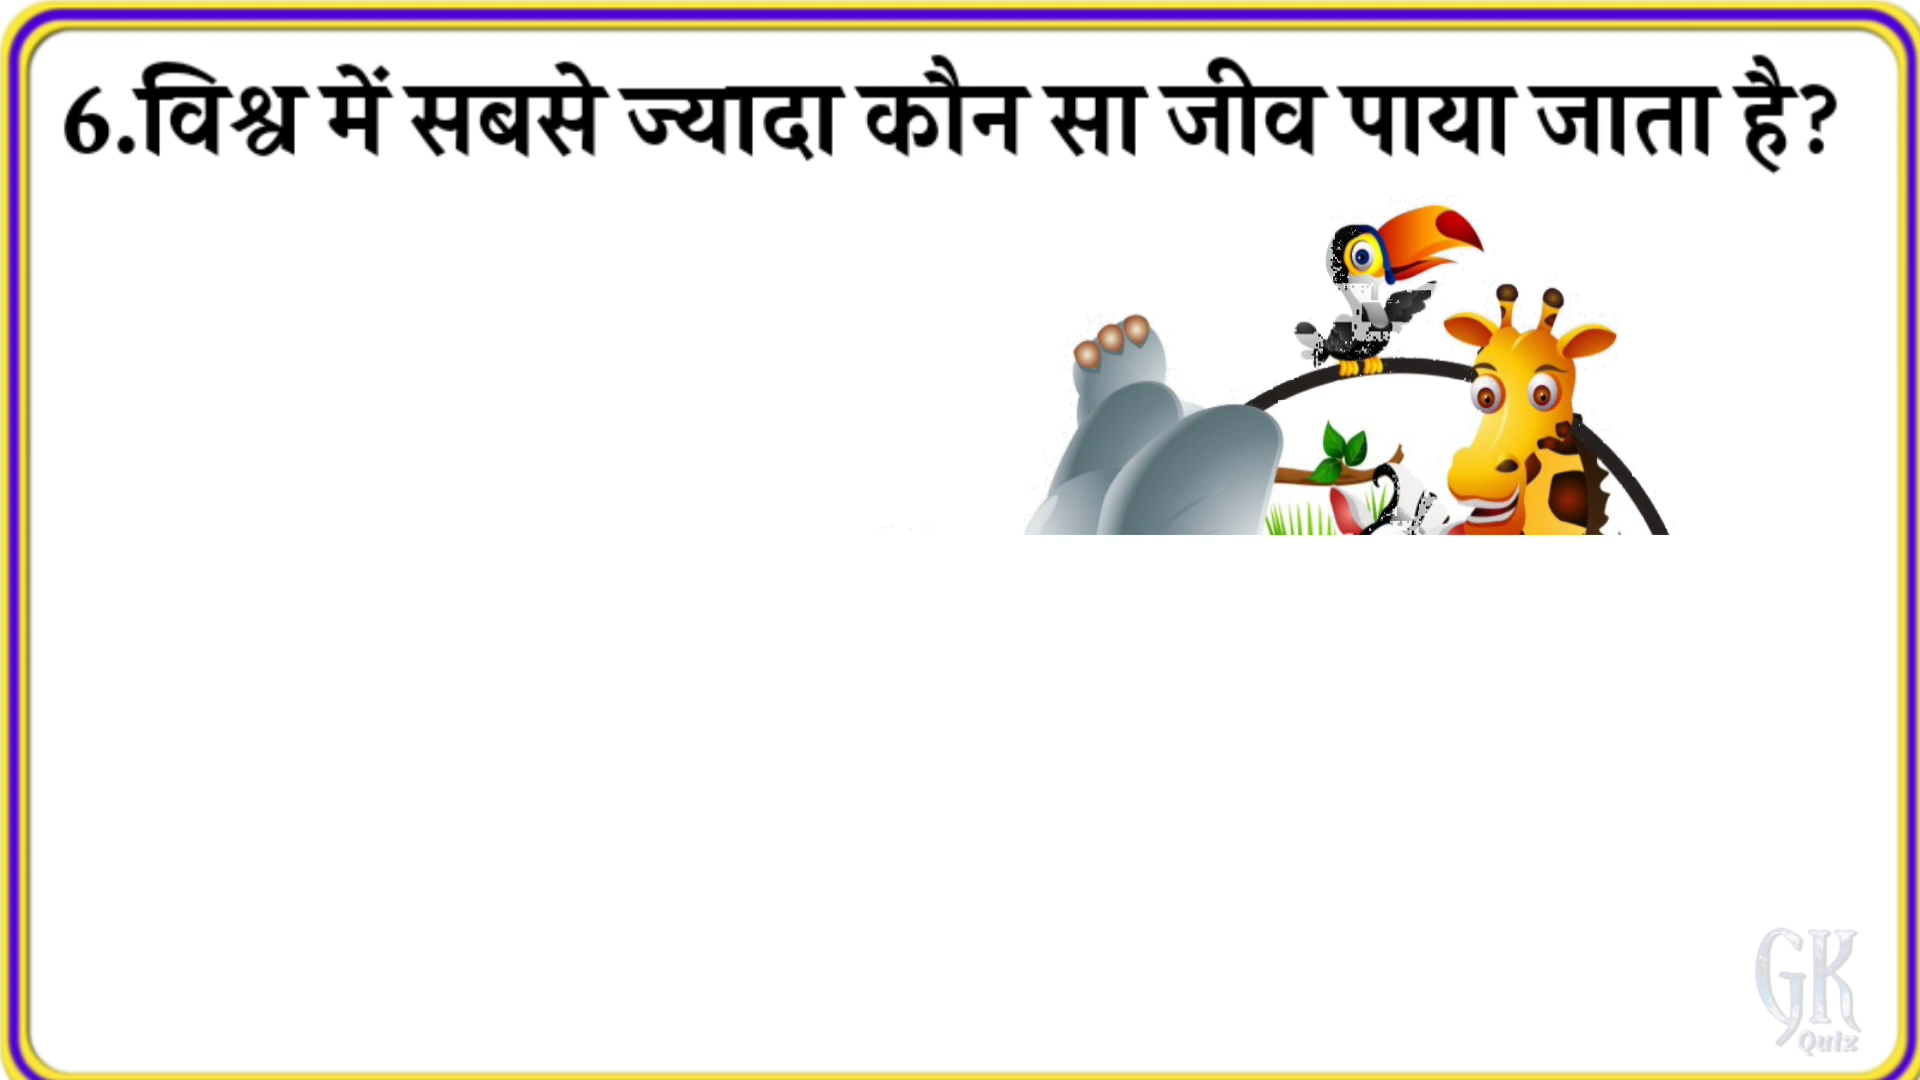 6.विश्व में सबसे ज्यादा कौन सा जीव पाया जाता है?
GK
Quiz